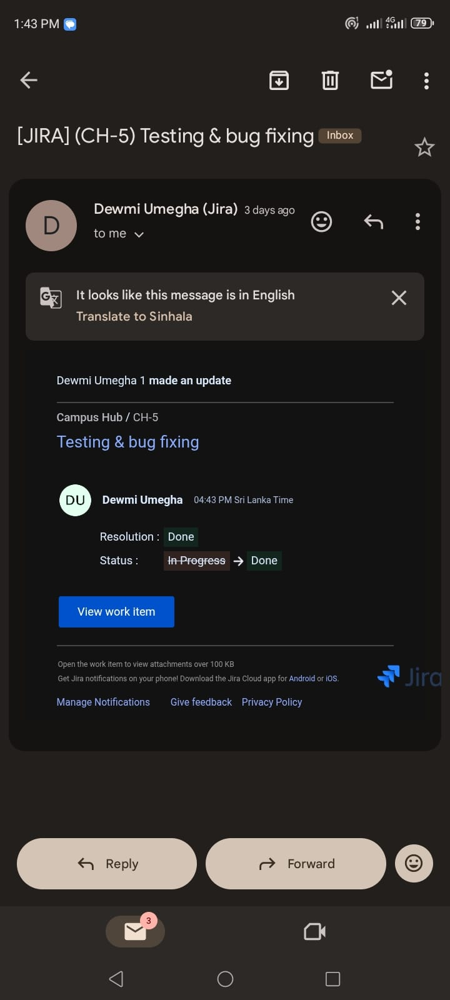 1:43 PM
4G
79
[JIRA] (CH-5) Testing & bug fixing Inbox
D
Dewmi Umegha (Jira) 3 days ago
to me
It looks like this message is in English
Translate to Sinhala
Dewmi Umegha 1 made an update
Campus Hub / CH-5
Testing & bug fixing
DU Dewmi Umegha 04:43 PM Sri Lanka Time
Resolution : Done
Status : In Progress → Done
View work item
Open the work item to view attachments over 100 KB
Get Jira notifications on your phone! Download the Jira Cloud app for Android or iOS.
Jira
Manage Notifications Give feedback Privacy Policy
Reply Forward
3